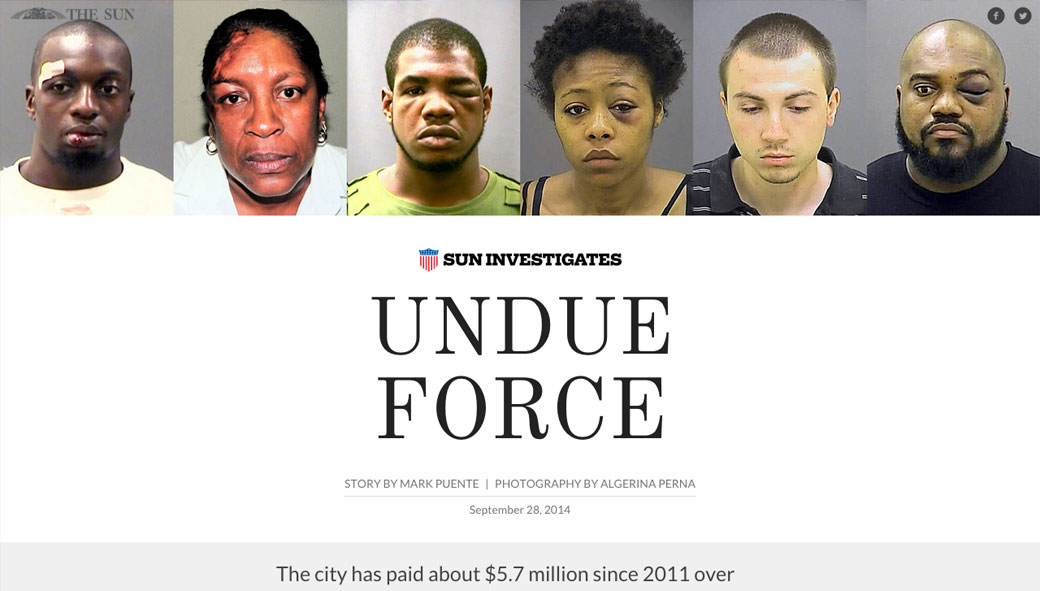 THE SUN
SUN INVESTIGATES
UNDUE
FORCE
STORY BY MARK PUENTE | PHOTOGRAPHY BY ALGERINA PERNA
September 28, 2014
The city has paid about $5.7 million since 2011 over